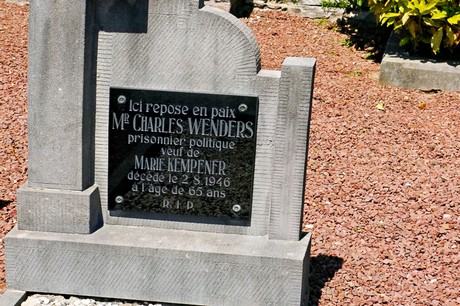 Ici repose en paix
MR CHARLES WENDERS
prisonnier politique
veuf de
MARIE KEMPENER
décédé le 2.8.1946
à l'âge de 65 ans
R.I.P.